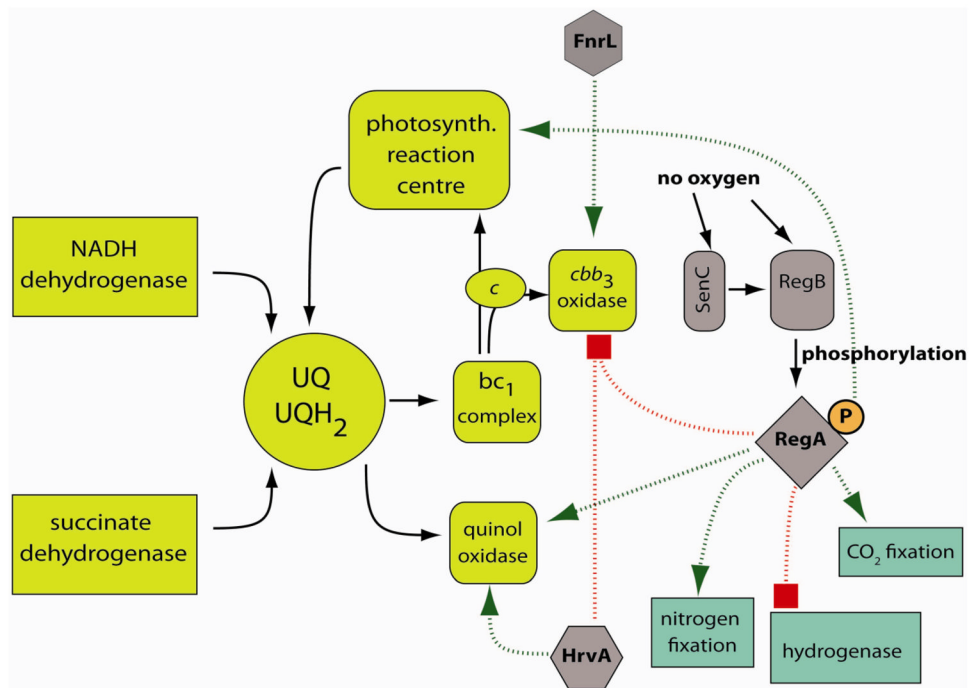 FnrL
photosynth.
reaction
centre
no oxygen
NADH
dehydrogenase
c
cbb3
oxidase
SenC
RegB
phosphorylation
UQ
UQH2
bc1
complex
P
RegA
succinate
dehydrogenase
quinol
oxidase
CO2 fixation
nitrogen
fixation
hydrogenase
HrvA